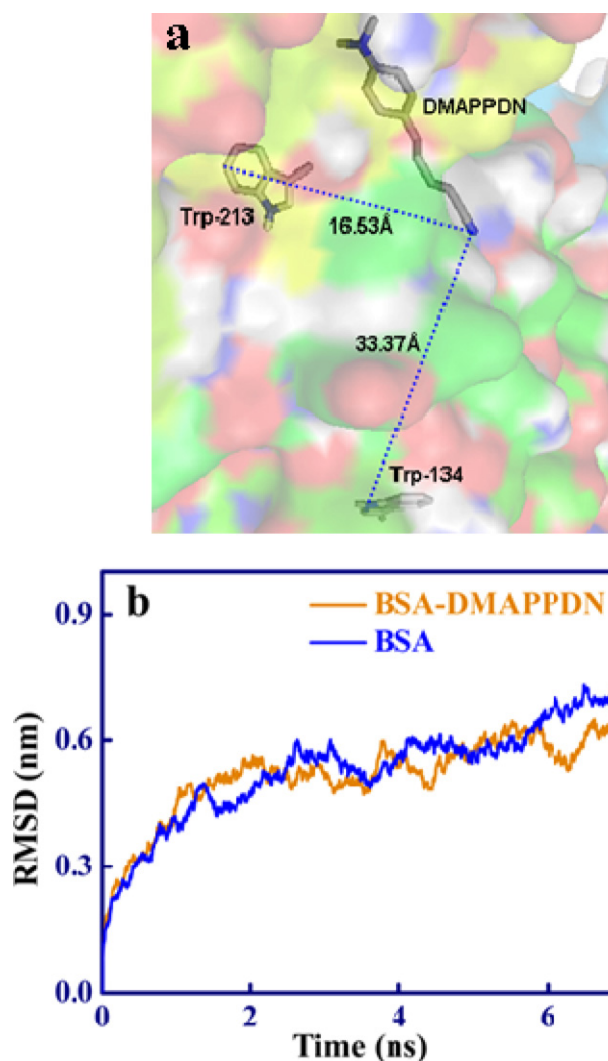 a
DMAPPDN
Trp-213
16.53Å
33.37Å
Trp-134
b
BSA-DMAPPDN
BSA
0.9
0.6
0.3
0.0
RMSD (nm)
0 2 4 6
Time (ns)